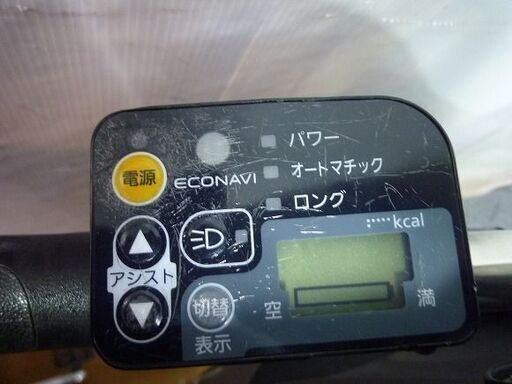 パワー
電源 ECONAVI オートマチック
ロング
kcal
アシスト
切替 空 満
表示